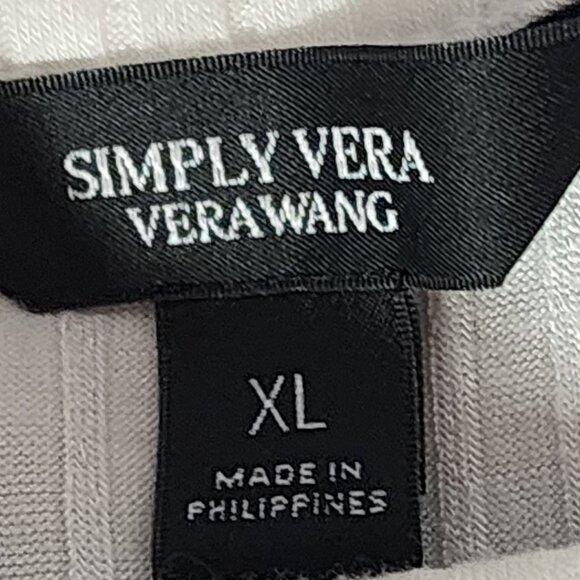 SIMPLY VERA
VERAWANG
XL
MADE IN
PHILIPPINES